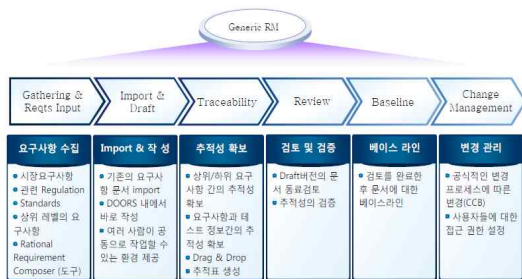 Generic RM
Gathering &
Reqts Input
Import &
Draft
Traceability
Review
Baseline
Change
Management
요구사항 수집
• 시장요구사항
• 관련 Regulation
• Standards
• 상위 레벨의 요
구사항
• Rational
Requirement
Composer (도구)
Import & 작 성
• 기존의 요구사
항 문서 import
• DOORS 내에서
바로 작성
• 여러 사람이 공
동으로 작업할 수
있는 환경 제공
추적성 확보
• 상위/하위 요구
사항 간의 추적성
확보
• 요구사항과 테
스트 정보간의 추
적성 확보
• Drag & Drop
• 추적표 생성
검토 및 검증
• Draft버전의 문
서 동료검토
• 추적성의 검증
베이스 라인
• 검토를 완료한
후 문서에 대한
베이스라인
변경 관리
• 공식적인 변경
프로세스에 따른
변경(CCB)
• 사용자들에 대한
접근 권한 설정